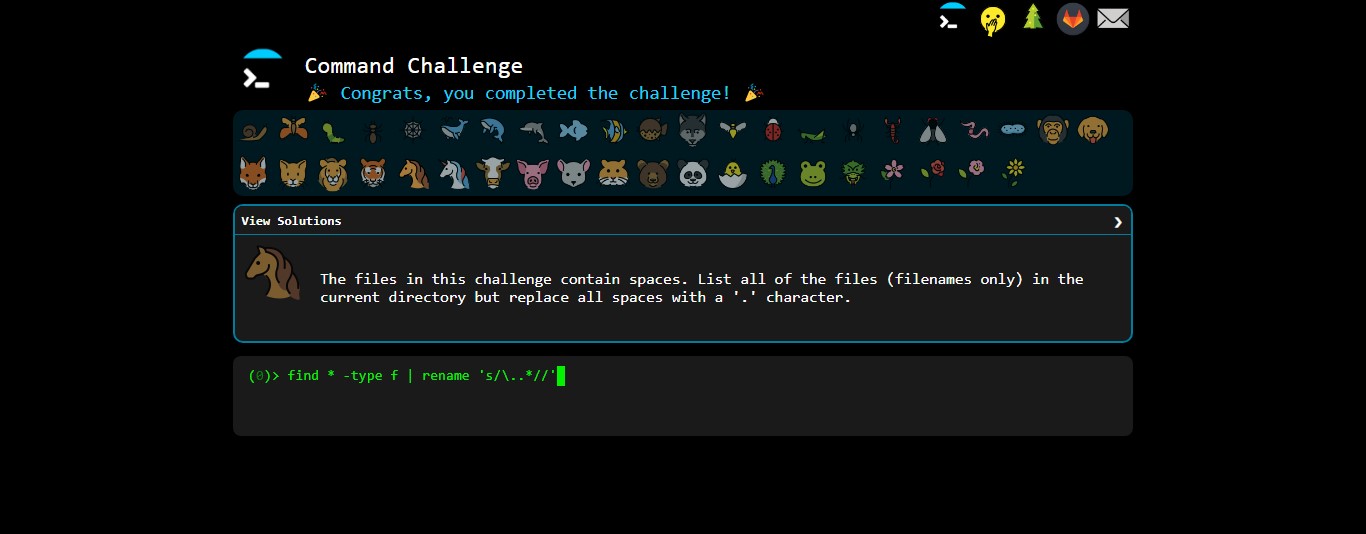 Command Challenge
🎉 Congrats, you completed the challenge! 🎉
View Solutions
The files in this challenge contain spaces. List all of the files (filenames only) in the
current directory but replace all spaces with a '.' character.
(0)> find * -type f | rename 's/\..*//'